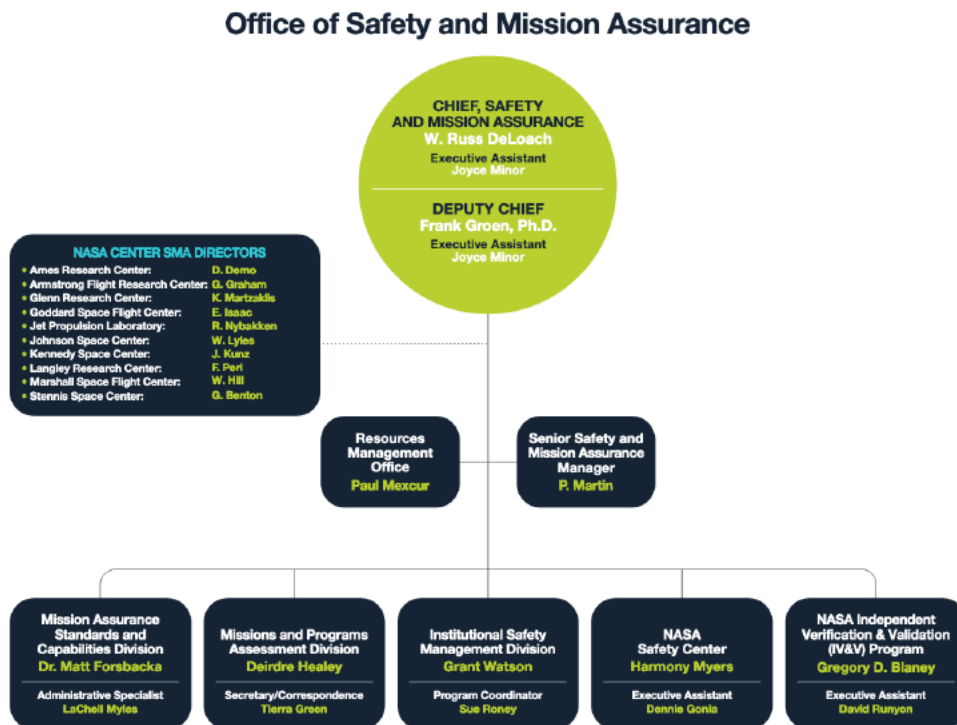 Office of Safety and Mission Assurance
CHIEF, SAFETY
AND MISSION ASSURANCE
W. Russ DeLoach
Executive Assistant
Joyce Minor
DEPUTY CHIEF
Frank Groen, Ph.D.
Executive Assistant
Joyce Minor
NASA CENTER SMA DIRECTORS
• Ames Research Center: D. Demo
• Armstrong Flight Research Center: G. Graham
• Glenn Research Center: K. Martzaklis
• Goddard Space Flight Center: E. Isaac
• Jet Propulsion Laboratory: R. Nybakken
• Johnson Space Center: W. Lyles
• Kennedy Space Center: J. Kunz
• Langley Research Center: F. Peri
• Marshall Space Flight Center: W. Hill
• Stennis Space Center: G. Benton
Resources
Management
Office
Paul Mexcur
Senior Safety and
Mission Assurance
Manager
P. Martin
Mission Assurance
Standards and
Capabilities Division
Dr. Matt Forsbacka
Administrative Specialist
LaChell Myles
Missions and Programs
Assessment Division
Deirdre Healey
Secretary/Correspondence
Tierra Green
Institutional Safety
Management Division
Grant Watson
Program Coordinator
Sue Roney
NASA
Safety Center
Harmony Myers
Executive Assistant
Dennie Gonia
NASA Independent
Verification & Validation
(IV&V) Program
Gregory D. Blaney
Executive Assistant
David Runyon